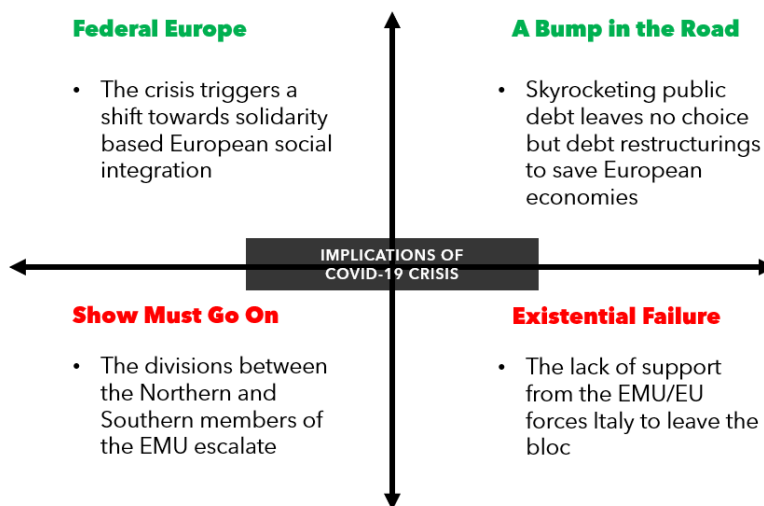 Federal Europe
• The crisis triggers a
shift towards solidarity
based European social
integration
A Bump in the Road
• Skyrocketing public
debt leaves no choice
but debt restructurings
to save European
economies
IMPLICATIONS OF
COVID-19 CRISIS
Show Must Go On
• The divisions between
the Northern and
Southern members of
the EMU escalate
Existential Failure
• The lack of support
from the EMU/EU
forces Italy to leave the
bloc